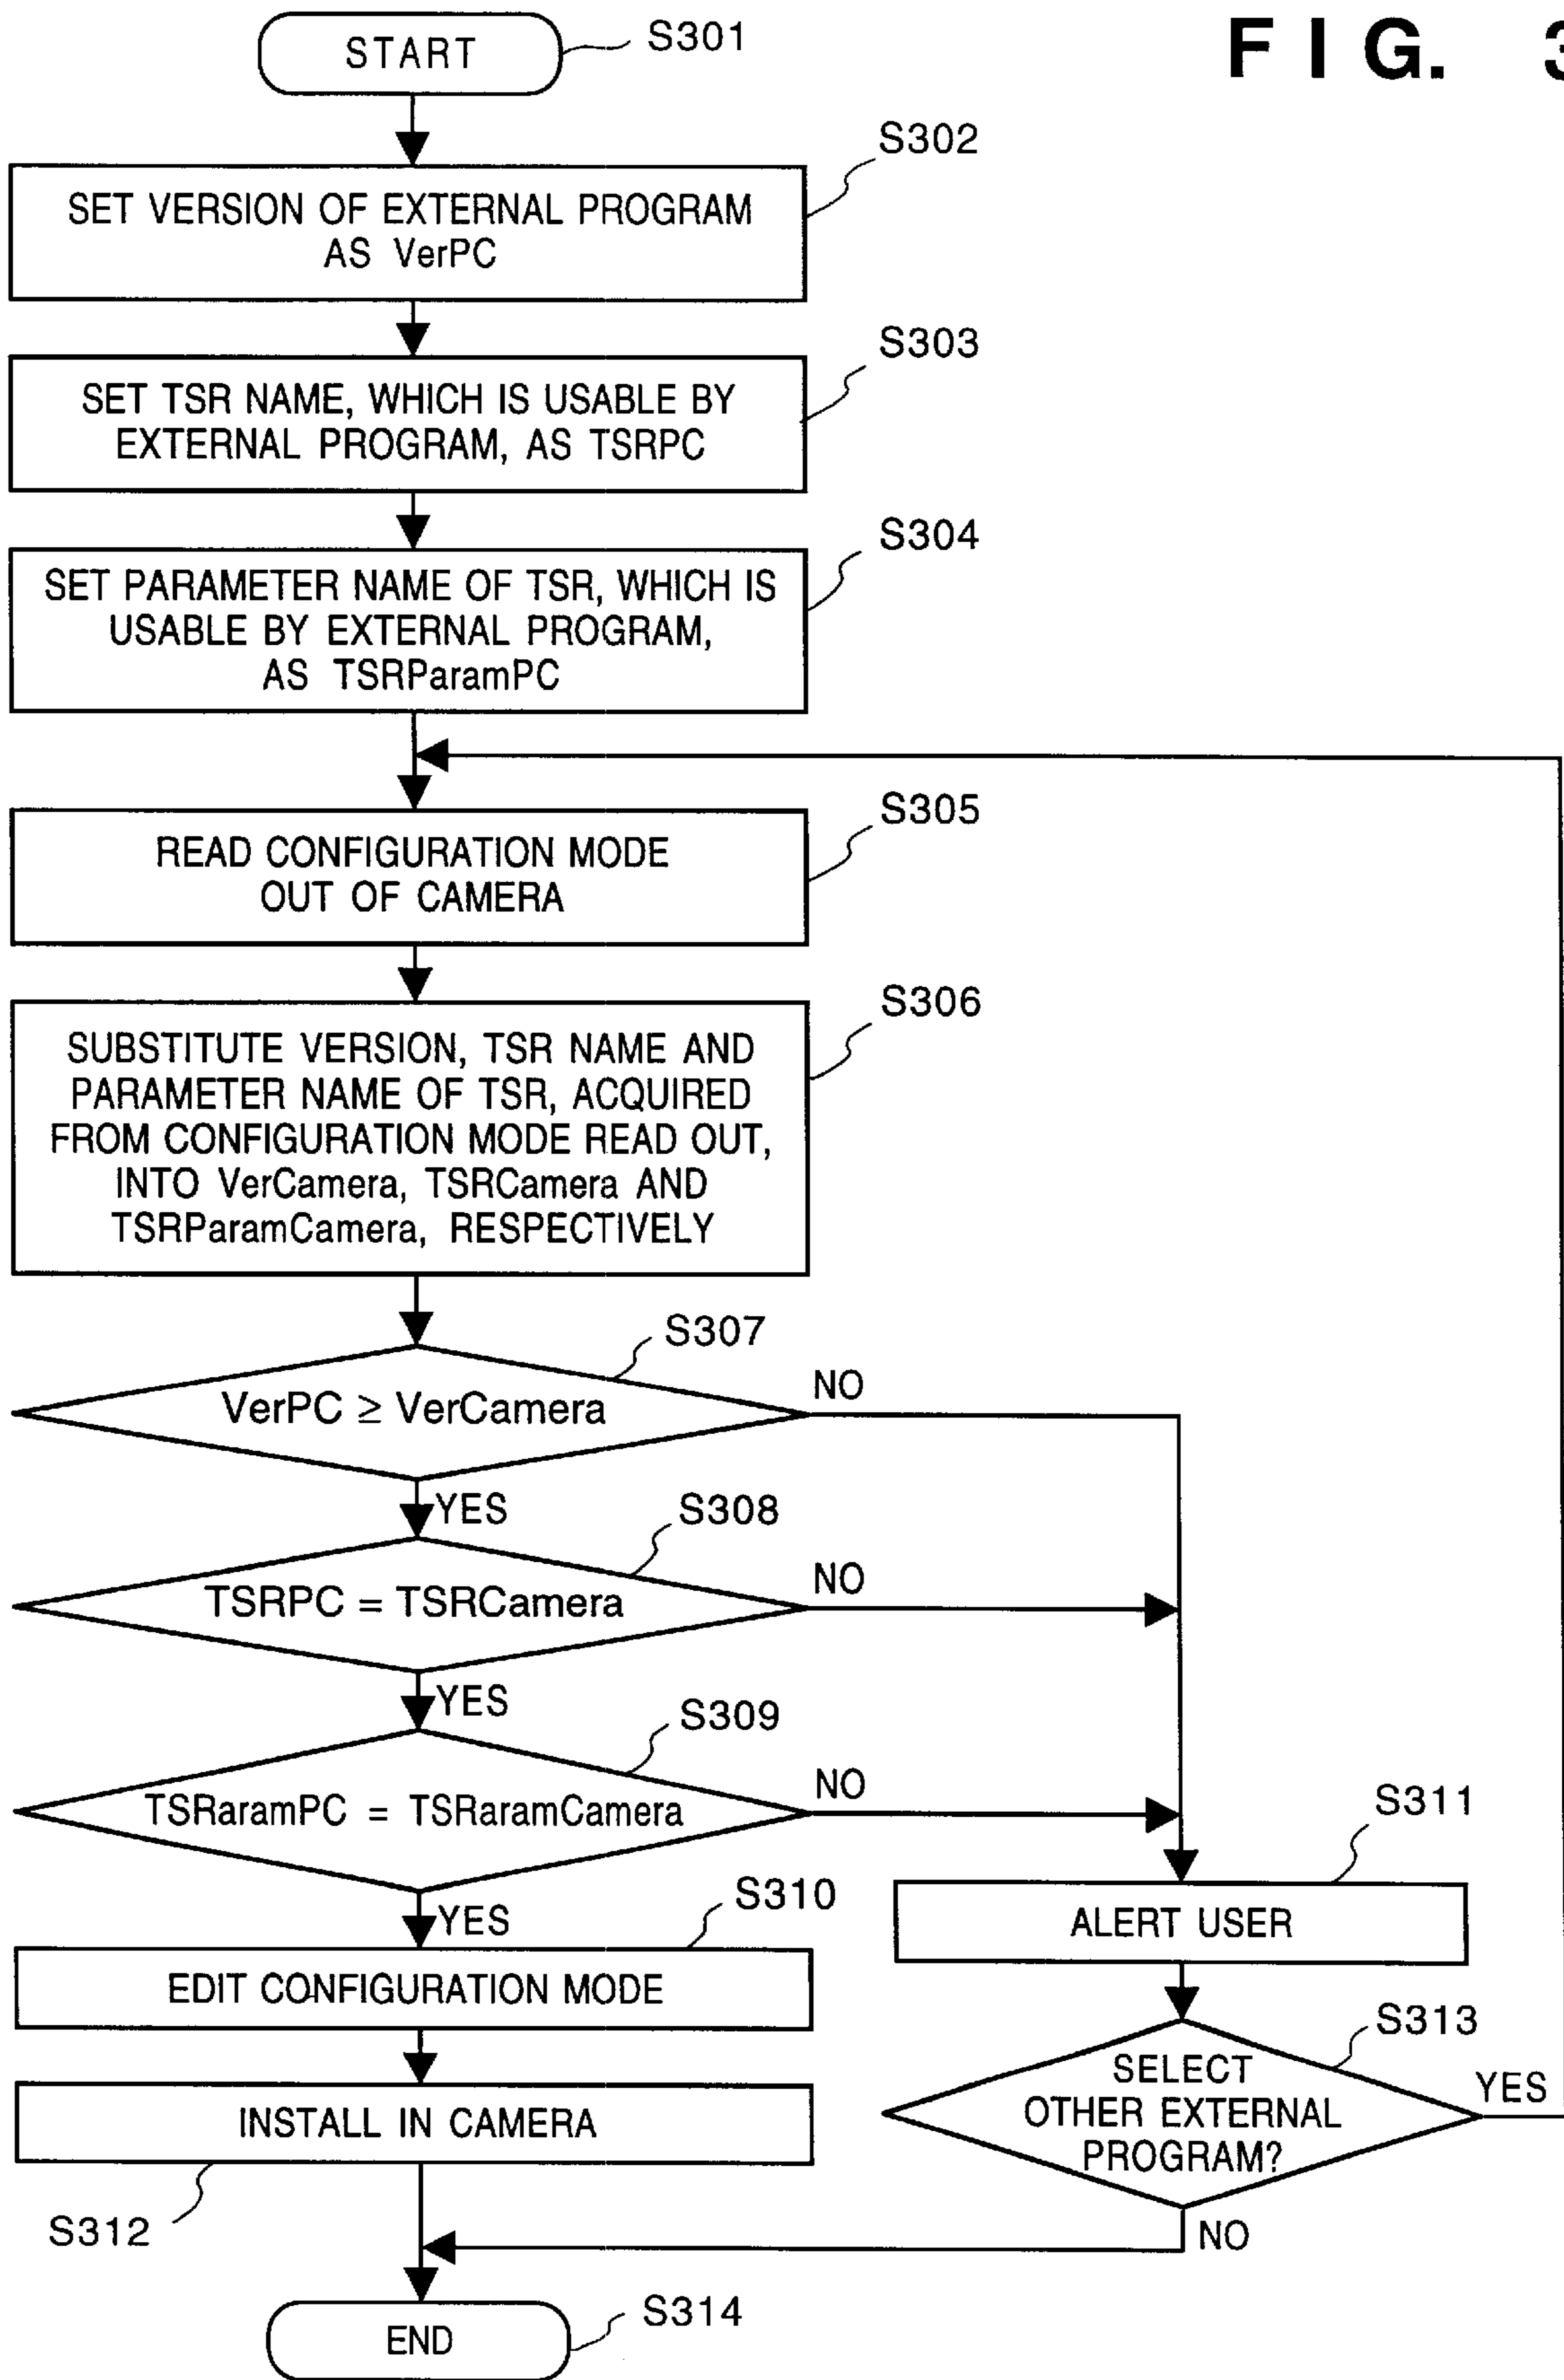 FIG. 3
START
S301
S302
SET VERSION OF EXTERNAL PROGRAM
AS VerPC
S303
SET TSR NAME, WHICH IS USABLE BY
EXTERNAL PROGRAM, AS TSRPC
S304
SET PARAMETER NAME OF TSR, WHICH IS
USABLE BY EXTERNAL PROGRAM,
AS TSRParamPC
S305
READ CONFIGURATION MODE
OUT OF CAMERA
S306
SUBSTITUTE VERSION, TSR NAME AND
PARAMETER NAME OF TSR, ACQUIRED
FROM CONFIGURATION MODE READ OUT,
INTO VerCamera, TSRCamera AND
TSRParamCamera, RESPECTIVELY
S307
VerPC ≥ VerCamera
NO
YES
S308
TSRPC = TSRCamera
NO
YES
S309
TSRaramPC = TSRaramCamera
NO
YES
S310
EDIT CONFIGURATION MODE
INSTALL IN CAMERA
S312
S311
ALERT USER
S313
SELECT
OTHER EXTERNAL
PROGRAM?
YES
NO
END
S314